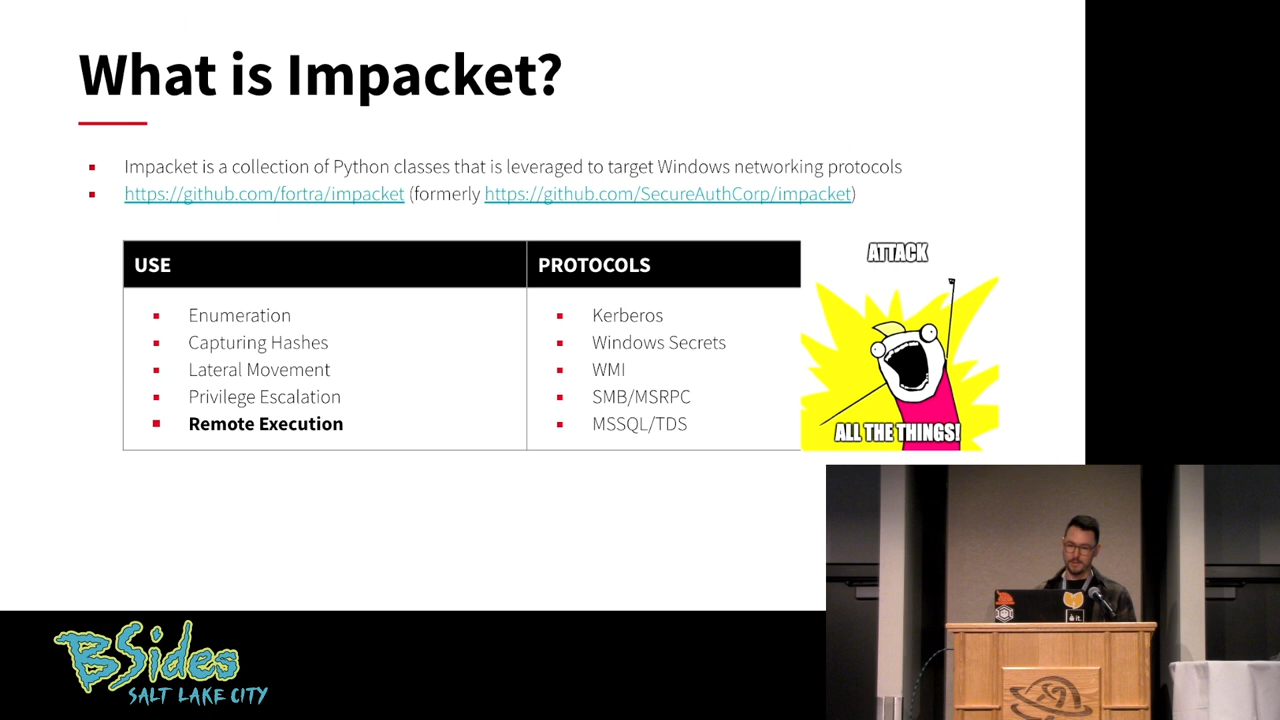 What is Impacket?
Impacket is a collection of Python classes that is leveraged to target Windows networking protocols
https://github.com/fortra/impacket (formerly https://github.com/SecureAuthCorp/impacket)
USE
PROTOCOLS
Enumeration
Capturing Hashes
Lateral Movement
Privilege Escalation
Remote Execution
Kerberos
Windows Secrets
WMI
SMB/MSRPC
MSSQL/TDS
ATTACK
ALL THE THINGS!
BSides
SALT LAKE CITY